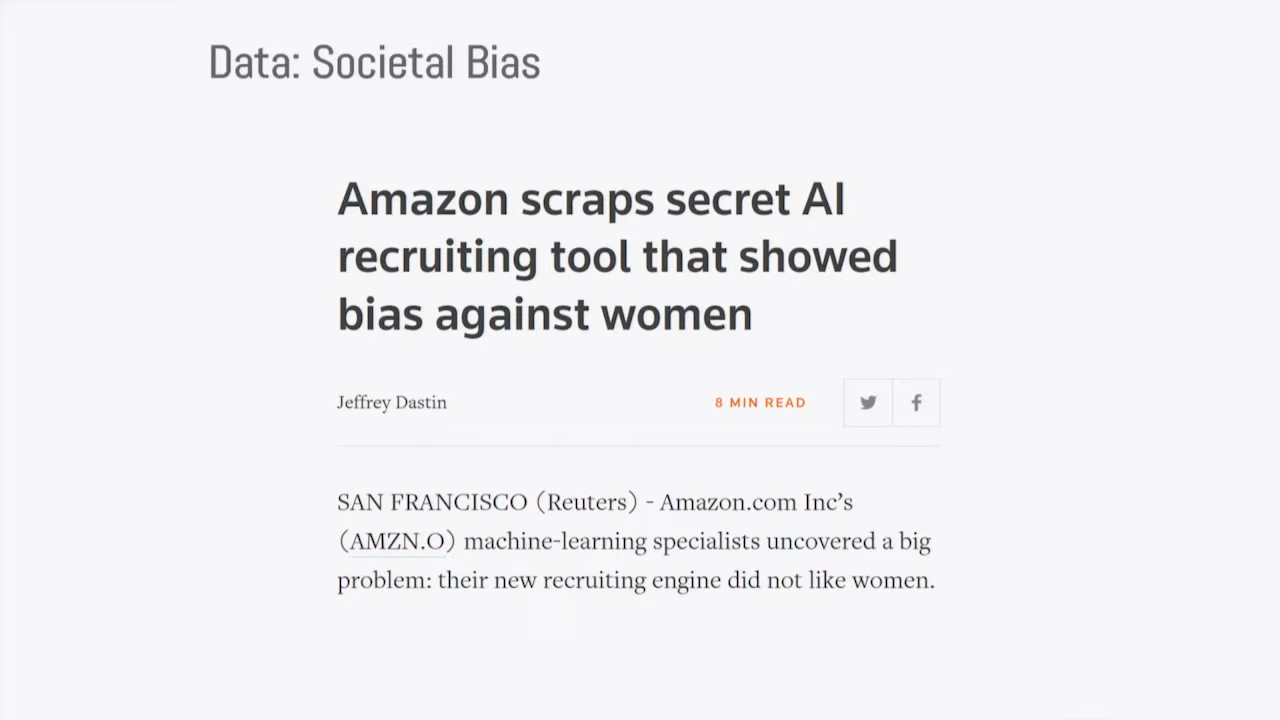 Data: Societal Bias
Amazon scraps secret AI
recruiting tool that showed
bias against women
Jeffrey Dastin
8 MIN READ
SAN FRANCISCO (Reuters) - Amazon.com Inc’s
(AMZN.O) machine-learning specialists uncovered a big
problem: their new recruiting engine did not like women.